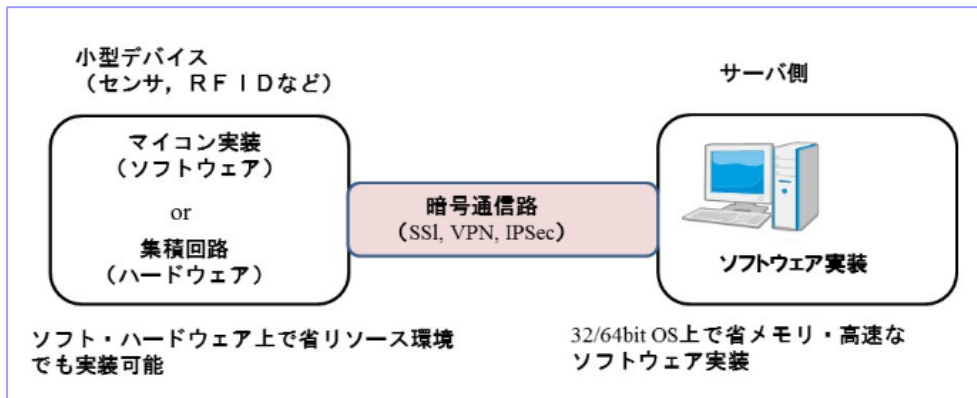 小型デバイス
（センサ，ＲＦＩＤなど）
マイコン実装
（ソフトウェア）
or
集積回路
（ハードウェア）
ソフト・ハードウェア上で省リソース環境
でも実装可能
暗号通信路
（SSl, VPN, IPSec）
サーバ側
ソフトウェア実装
32/64bit OS上で省メモリ・高速な
ソフトウェア実装